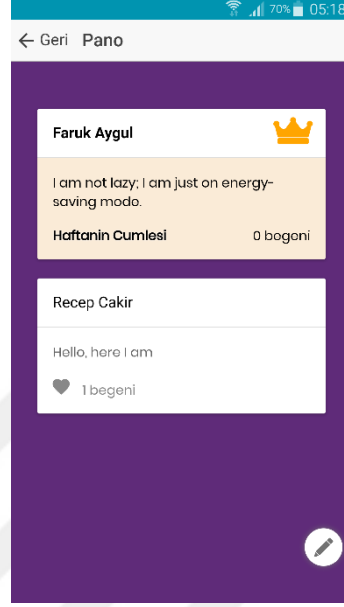 70% 05:18
Geri Pano
Faruk Aygul
I am not lazy; I am just on energy-
saving modo.
Haftanin Cumlesi 0 bogoni
Recep Cakir
Hello, here I am
1 begeni